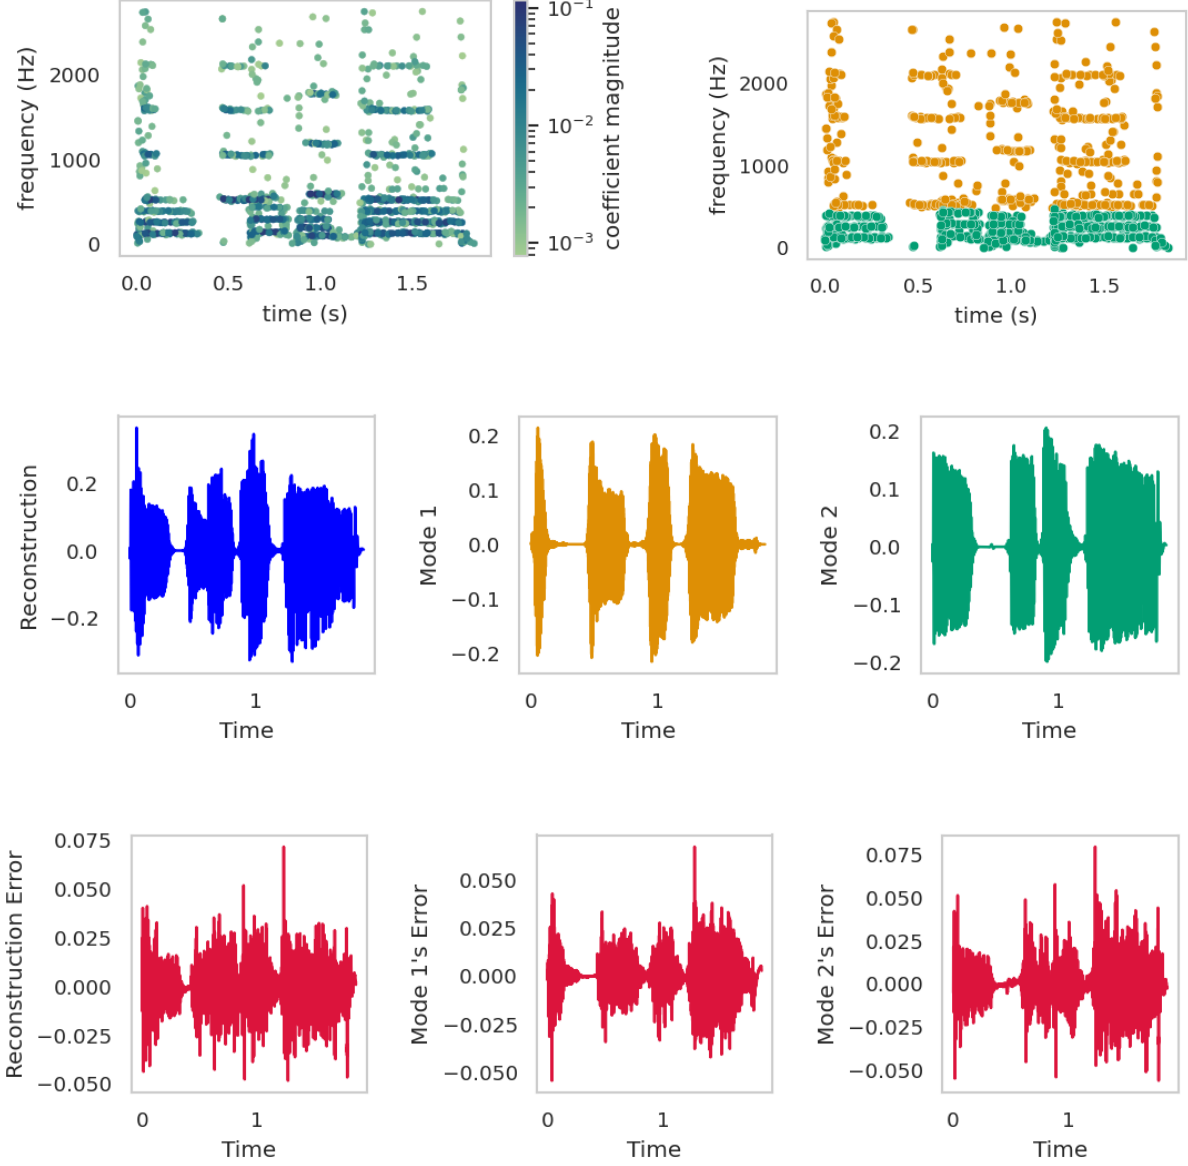 frequency (Hz)
2000
1000
0
0.0 0.5 1.0 1.5
time (s)
10⁻¹
10⁻²
10⁻³
coefficient magnitude
frequency (Hz)
2000
1000
0
0.0 0.5 1.0 1.5
time (s)
Reconstruction
0.2
0.0
−0.2
0 1
Time
Mode 1
0.2
0.1
0.0
−0.1
−0.2
0 1
Time
Mode 2
0.2
0.1
0.0
−0.1
−0.2
0 1
Time
Reconstruction Error
0.075
0.050
0.025
0.000
−0.025
−0.050
0 1
Time
Mode 1's Error
0.050
0.025
0.000
−0.025
−0.050
0 1
Time
Mode 2's Error
0.075
0.050
0.025
0.000
−0.025
−0.050
0 1
Time